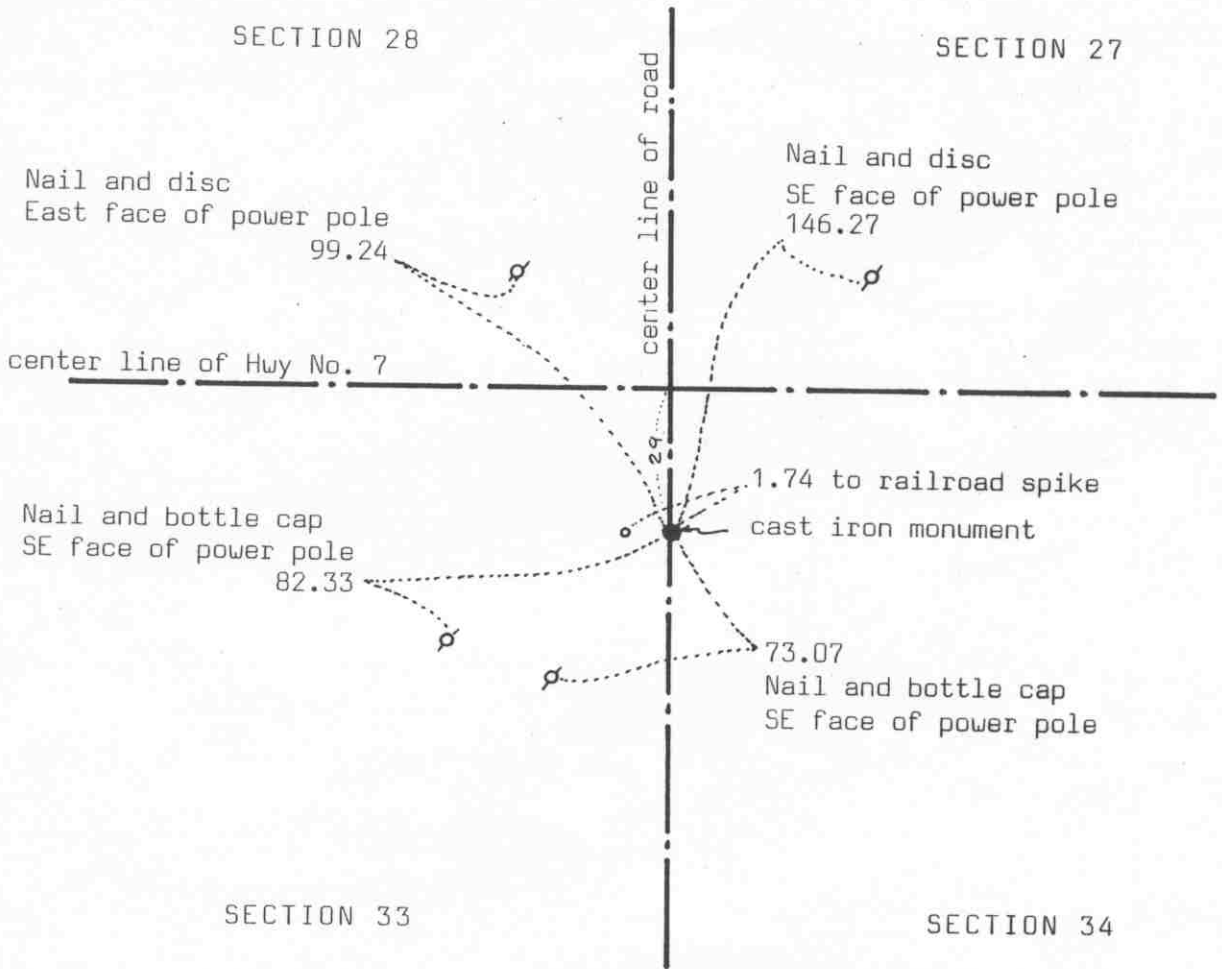 SECTION 28
SECTION 27
center line of road
Nail and disc
East face of power pole
99.24
Nail and disc
SE face of power pole
146.27
center line of Hwy No. 7
29
1.74 to railroad spike
cast iron monument
Nail and bottle cap
SE face of power pole
82.33
73.07
Nail and bottle cap
SE face of power pole
SECTION 33
SECTION 34